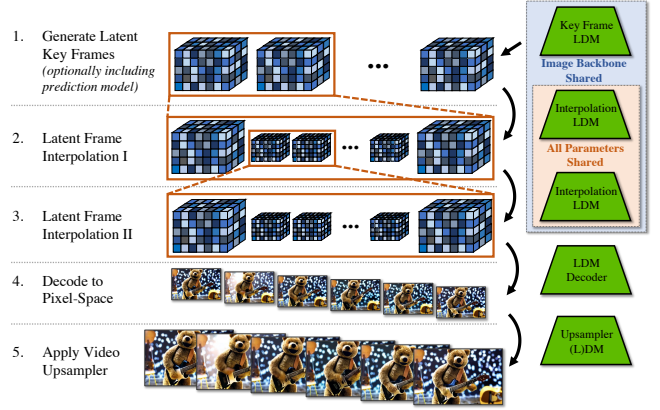 1. Generate Latent
Key Frames
(optionally including
prediction model)
Key Frame
LDM
Image Backbone
Shared
2. Latent Frame
Interpolation I
Interpolation
LDM
All Parameters
Shared
3. Latent Frame
Interpolation II
Interpolation
LDM
4. Decode to
Pixel-Space
LDM
Decoder
5. Apply Video
Upsampler
Upsampler
(L)DM